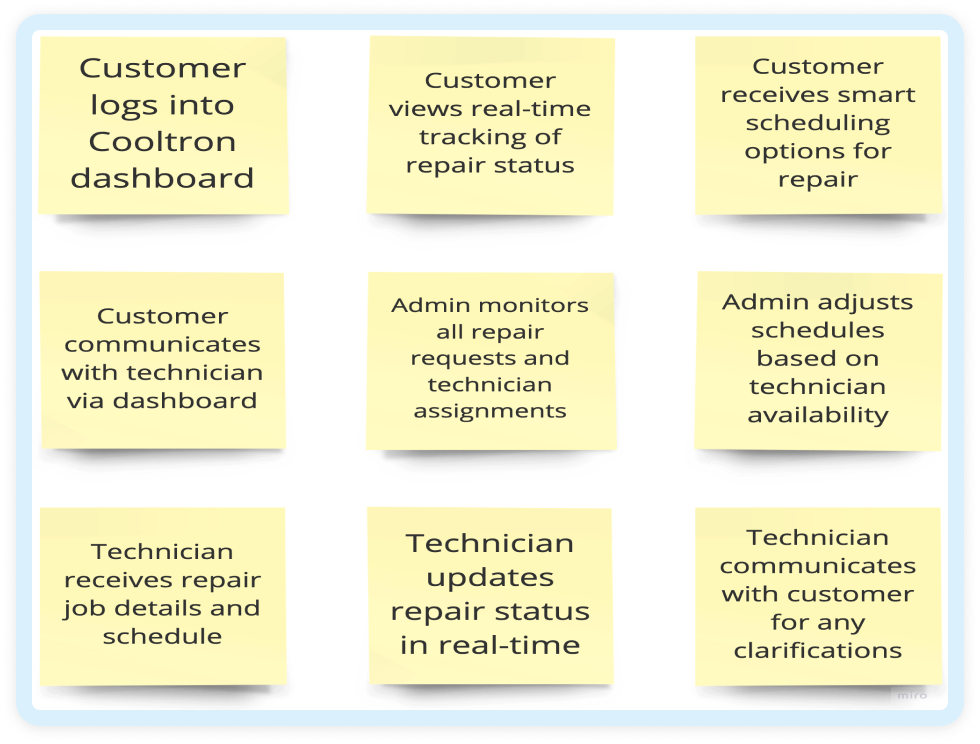 Customer
logs into
Cooltron
dashboard
Customer
views real-time
tracking of
repair status
Customer
receives smart
scheduling
options for
repair
Customer
communicates
with technician
via dashboard
Admin monitors
all repair
requests and
technician
assignments
Admin adjusts
schedules
based on
technician
availability
Technician
receives repair
job details and
schedule
Technician
updates
repair status
in real-time
Technician
communicates
with customer
for any
clarifications
miro